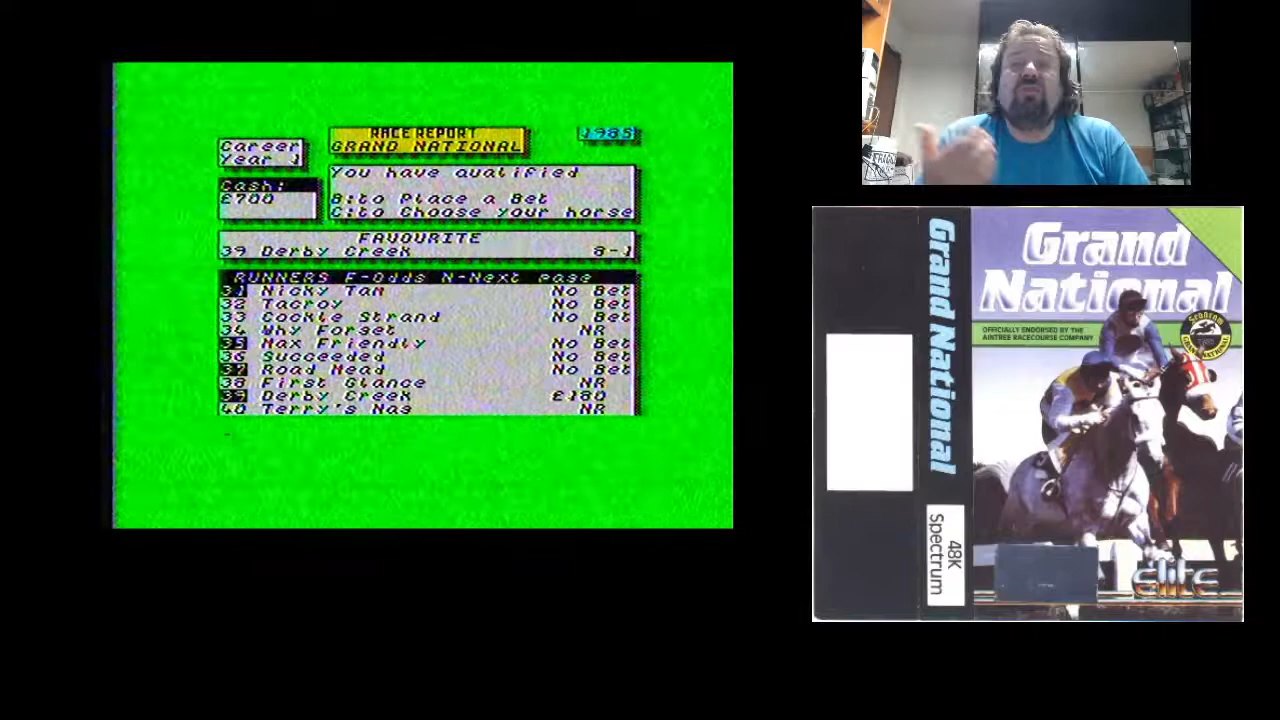 RACE REPORT
GRAND NATIONAL
1985
Career
Year 1
Cash:
£700
You have qualified
B:to Place a Bet
C:to Choose your horse
FAVOURITE
39 Derby Creek 8-1
RUNNERS F-Odds N-Next page
31 Nicky Tam No Bet
32 Tacroy No Bet
33 Cockle Strand No Bet
34 Why Forget NR
35 Max Friendly No Bet
36 Succeeded No Bet
37 Road Head No Bet
38 First Glance NR
39 Derby Creek £180
40 Terry's Nag NR
FRAGILE
Grand National
48K
Spectrum
Grand
National
OFFICIALLY ENDORSED BY THE
AINTREE RACECOURSE COMPANY
Seagram
1985
elite